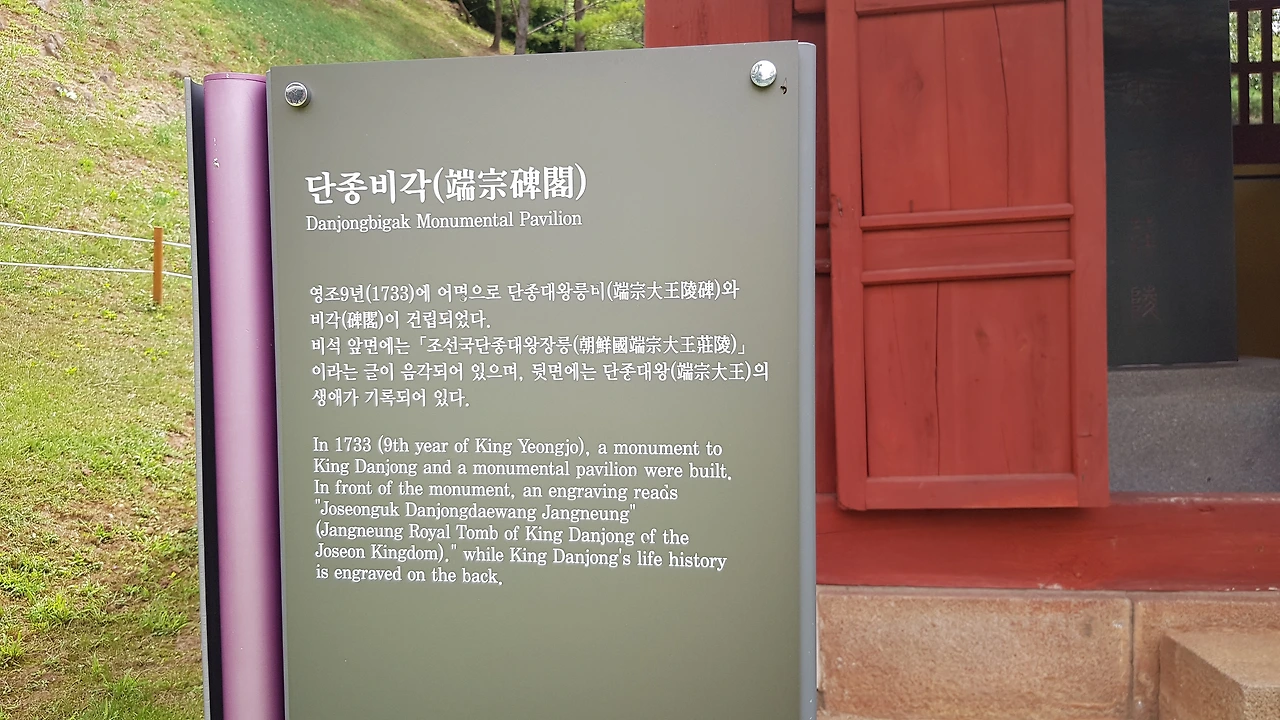 단종비각(端宗碑閣)
Danjongbigak Monumental Pavilion
영조9년(1733)에 어명으로 단종대왕릉비(端宗大王陵碑)와
비각(碑閣)이 건립되었다.
비석 앞면에는 「조선국단종대왕장릉(朝鮮國端宗大王莊陵)」
이라는 글이 음각되어 있으며, 뒷면에는 단종대왕(端宗大王)의
생애가 기록되어 있다.
In 1733 (9th year of King Yeongjo), a monument to
King Danjong and a monumental pavilion were built.
In front of the monument, an engraving reads
"Joseonguk Danjongdaewang Jangneung"
(Jangneung Royal Tomb of King Danjong of the
Joseon Kingdom)," while King Danjong's life history
is engraved on the back.